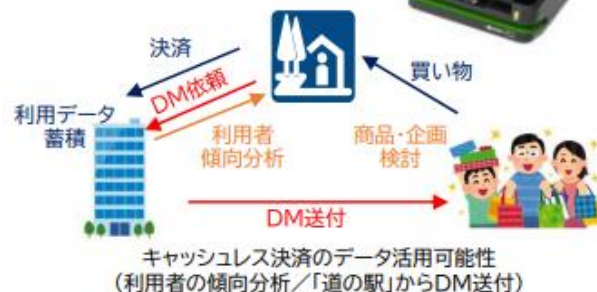 決済
DM依頼
買い物
利用データ
蓄積
利用者
傾向分析
商品・企画
検討
DM送付
キャッシュレス決済のデータ活用可能性
(利用者の傾向分析/「道の駅」からDM送付)